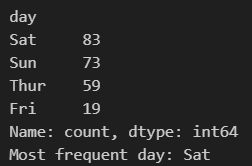 day
Sat     83
Sun     73
Thur    59
Fri     19
Name: count, dtype: int64
Most frequent day: Sat